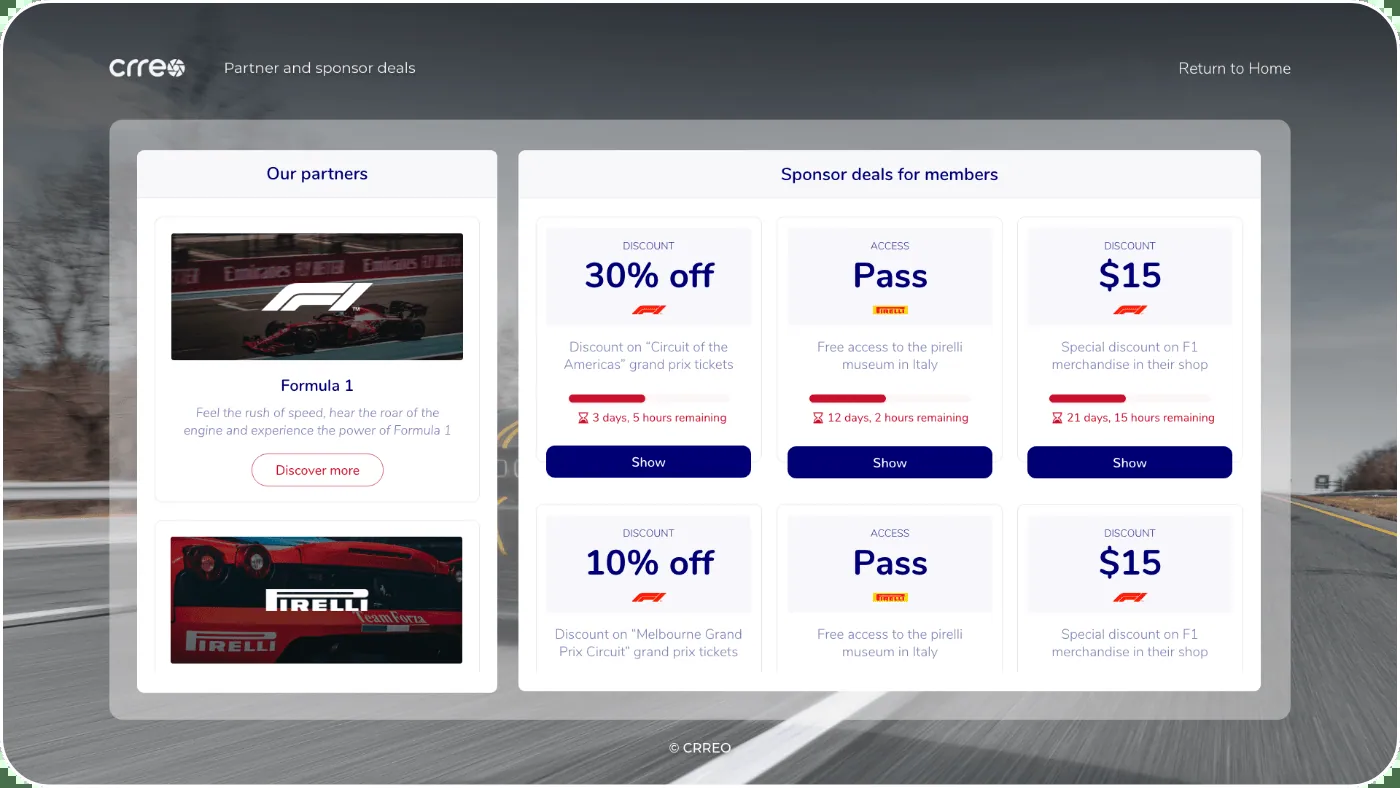 crreo
Partner and sponsor deals
Return to Home
Our partners
Emirates
Emirates
F1
Formula 1
Feel the rush of speed, hear the roar of the
engine and experience the power of Formula 1
Discover more
PIRELLI
TeamForza
PIRELLI
Sponsor deals for members
DISCOUNT
30% off
F1
Discount on “Circuit of the
Americas” grand prix tickets
3 days, 5 hours remaining
Show
ACCESS
Pass
PIRELLI
Free access to the pirelli
museum in Italy
12 days, 2 hours remaining
Show
DISCOUNT
$15
F1
Special discount on F1
merchandise in their shop
21 days, 15 hours remaining
Show
DISCOUNT
10% off
F1
Discount on “Melbourne Grand
Prix Circuit” grand prix tickets
ACCESS
Pass
PIRELLI
Free access to the pirelli
museum in Italy
DISCOUNT
$15
F1
Special discount on F1
merchandise in their shop
© CRREO